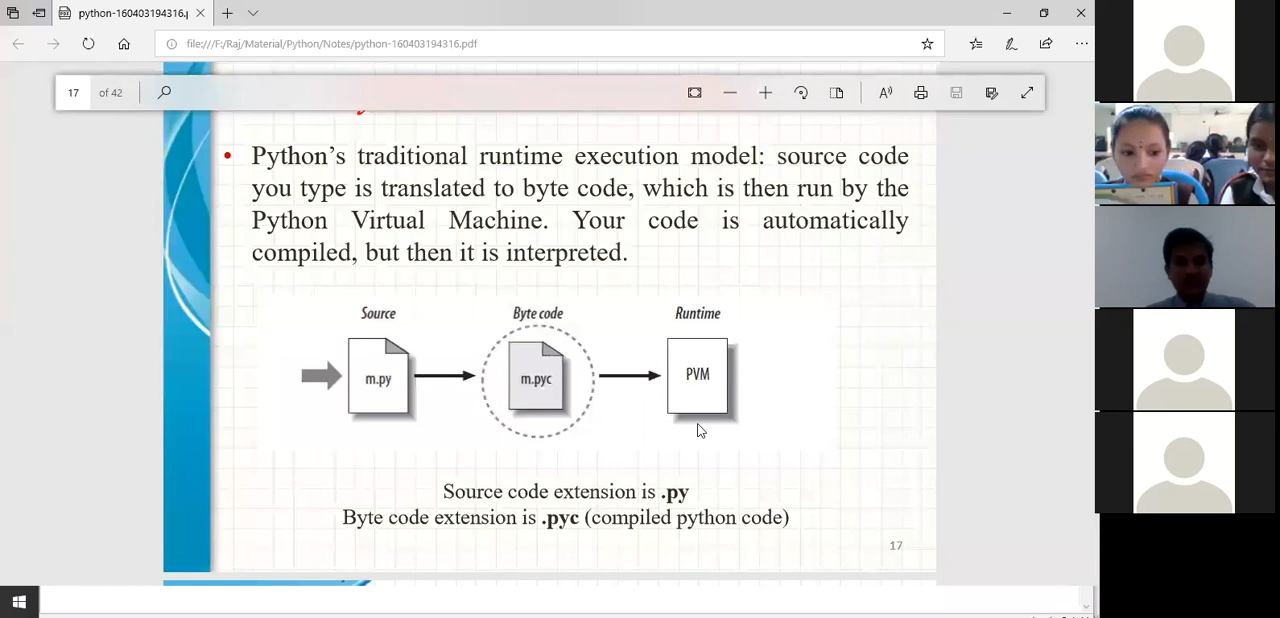 python-160403194316.p
file:///F:/Raj/Material/Python/Notes/python-160403194316.pdf
17 of 42
• Python's traditional runtime execution model: source code
you type is translated to byte code, which is then run by the
Python Virtual Machine. Your code is automatically
compiled, but then it is interpreted.
Source Byte code Runtime
m.py m.pyc PVM
Source code extension is .py
Byte code extension is .pyc (compiled python code)
17